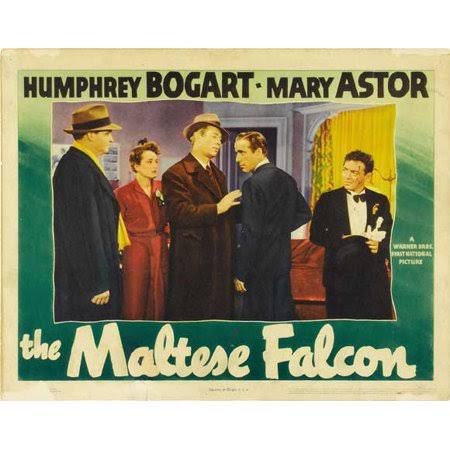 HUMPHREY BOGART · MARY ASTOR
A
WARNER BROS.
FIRST NATIONAL
PICTURE
the Maltese Falcon